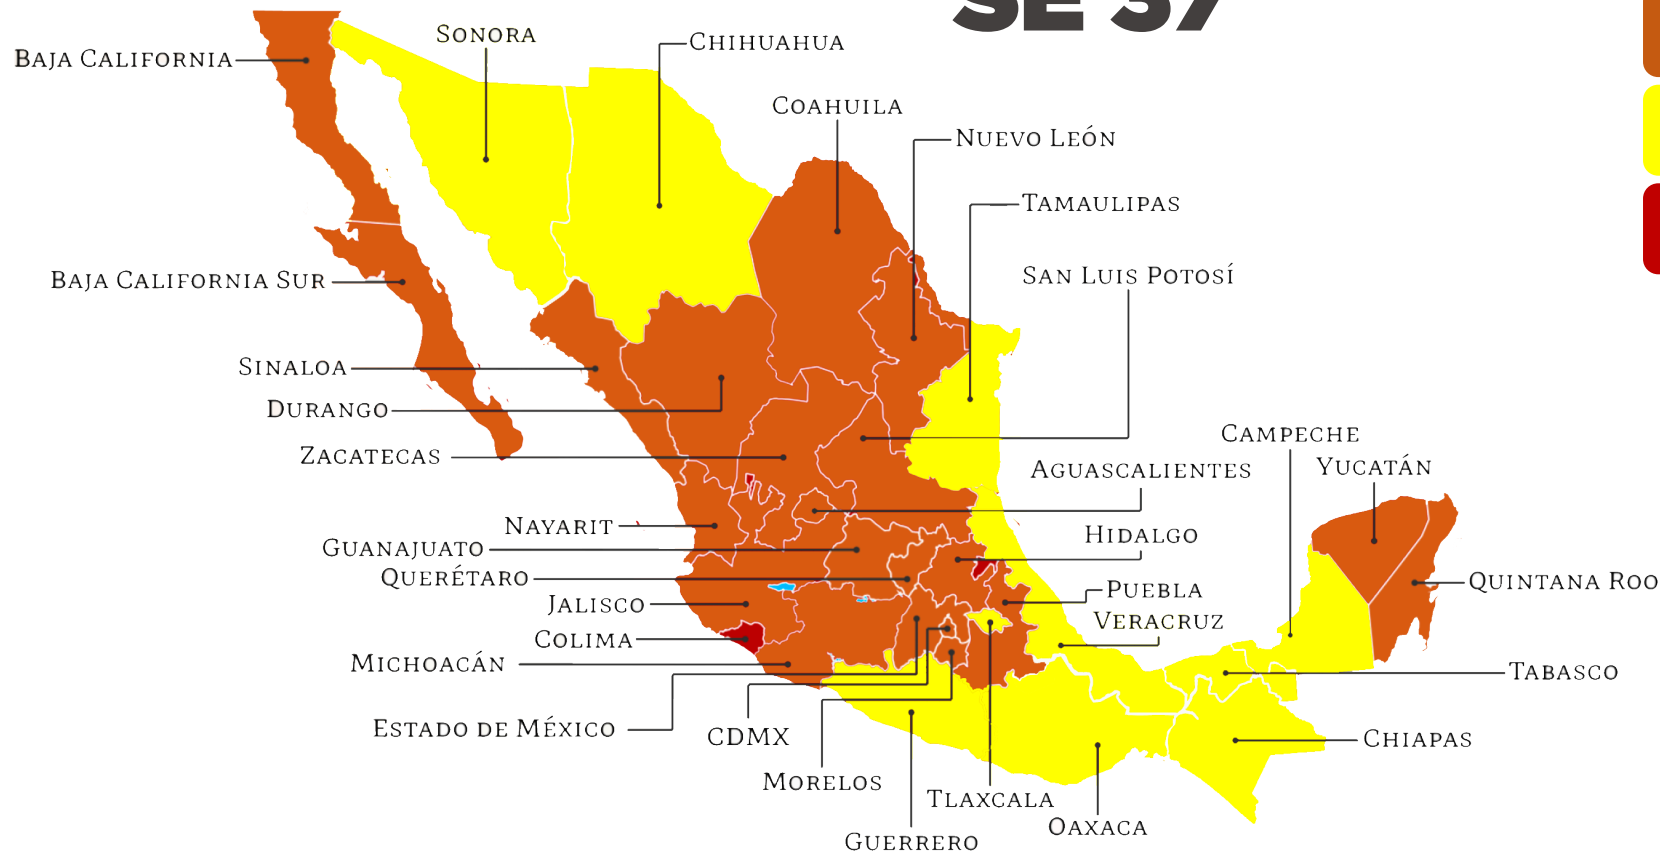 SE 37
SONORA
CHIHUAHUA
BAJA CALIFORNIA
COAHUILA
NUEVO LEÓN
TAMAULIPAS
SAN LUIS POTOSÍ
BAJA CALIFORNIA SUR
SINALOA
DURANGO
CAMPECHE
ZACATECAS
YUCATÁN
AGUASCALIENTES
NAYARIT
HIDALGO
GUANAJUATO
QUERÉTARO
QUINTANA ROO
PUEBLA
JALISCO
VERACRUZ
COLIMA
MICHOACÁN
TABASCO
ESTADO DE MÉXICO
CDMX
CHIAPAS
MORELOS
TLAXCALA
OAXACA
GUERRERO